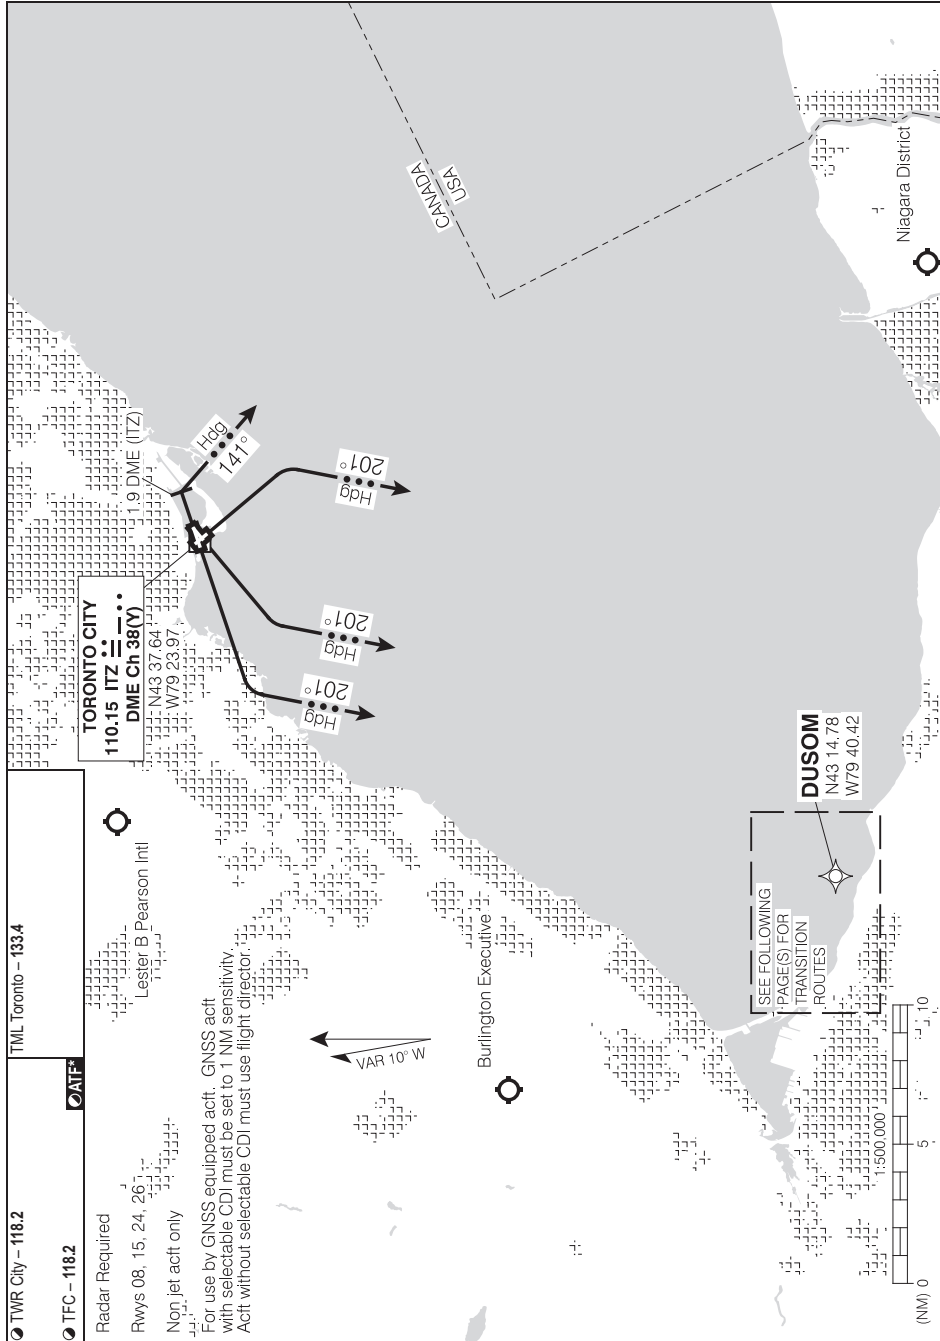 TWR City – 118.2
TML Toronto – 133.4
TFC – 118.2
ATF*
Radar Required
Rwys 08, 15, 24, 26
Non jet acft only
For use by GNSS equipped acft. GNSS acft
with selectable CDI must be set to 1 NM sensitivity.
Acft without selectable CDI must use flight director.
Lester B Pearson Intl
TORONTO CITY
110.15 ITZ
DME Ch 38(Y)
N43 37.64
W79 23.97
1.9 DME (ITZ)
Hdg
141°
Hdg
201°
Hdg
201°
Hdg
201°
CANADA
USA
VAR 10° W
Burlington Executive
Niagara District
SEE FOLLOWING
PAGE(S) FOR
TRANSITION
ROUTES
DUSOM
N43 14.78
W79 40.42
1:500,000
(NM) 0 5 10